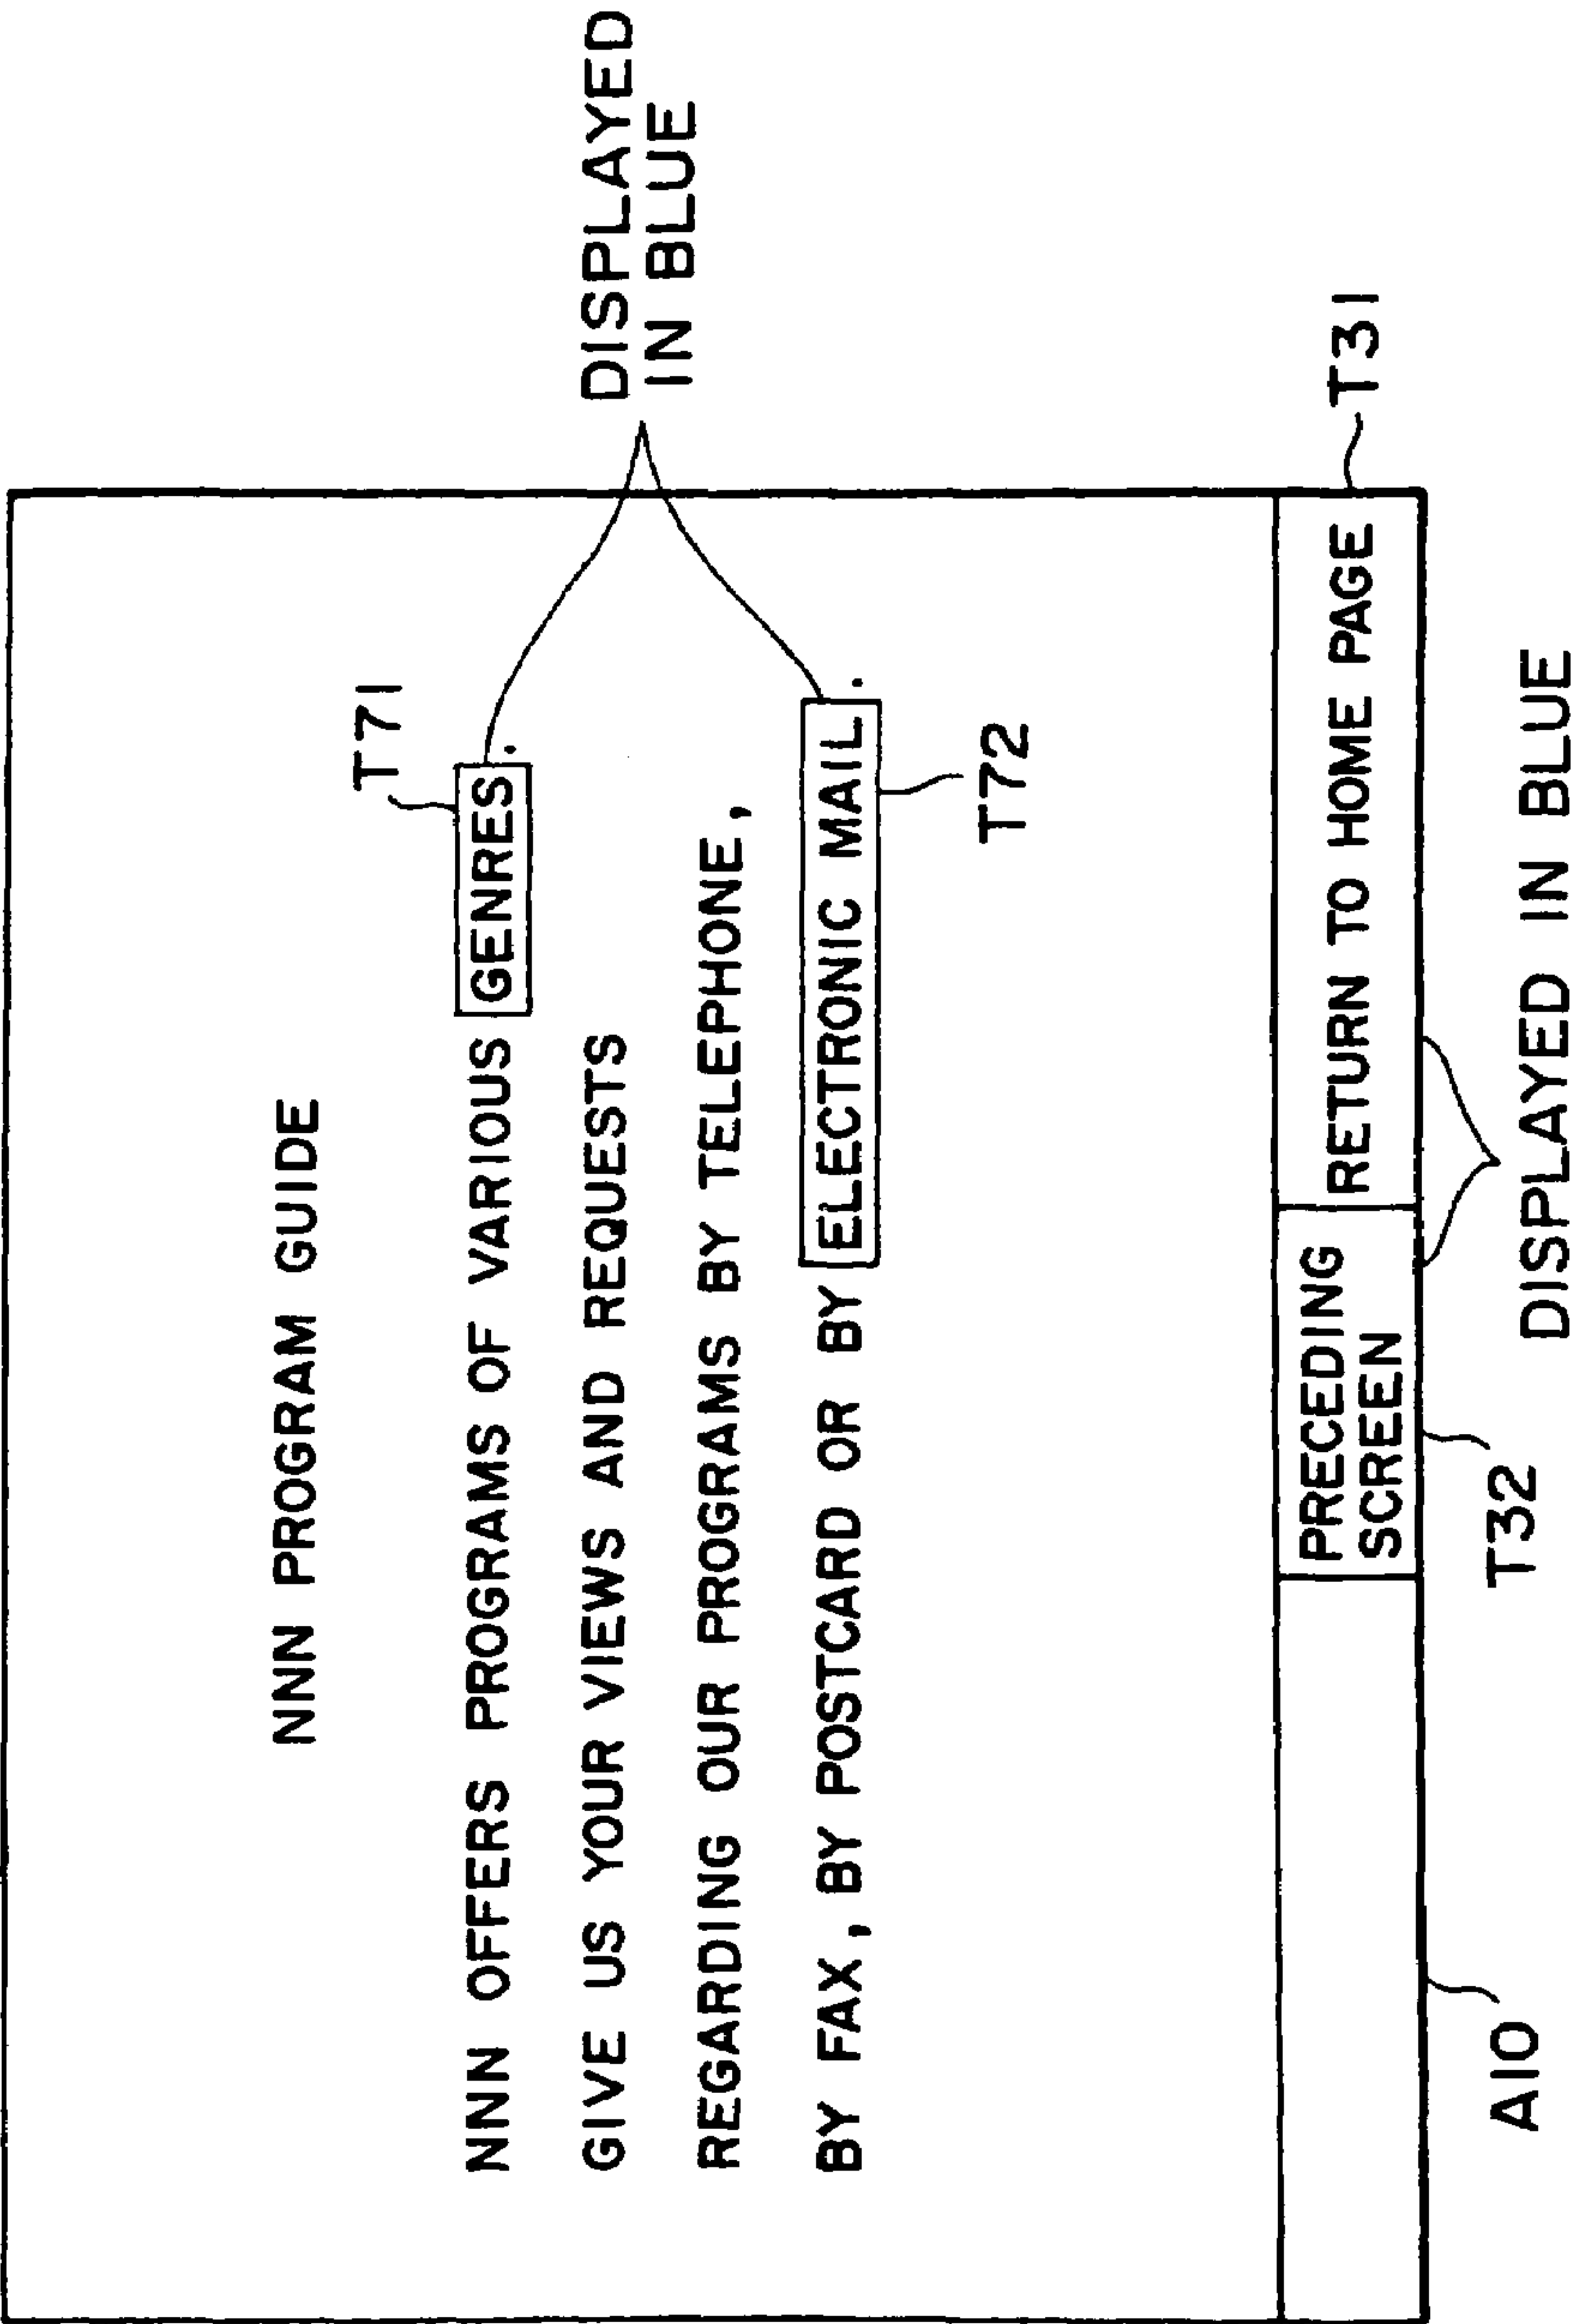 NNN PROGRAM GUIDE
T71
NNN OFFERS PROGRAMS OF VARIOUS GENRES.
DISPLAYED
IN BLUE
GIVE US YOUR VIEWS AND REQUESTS
REGARDING OUR PROGRAMS BY TELEPHONE,
BY FAX, BY POSTCARD OR BY ELECTRONIC MAIL.
T72
PRECEDING
SCREEN
RETURN TO HOME PAGE
T31
A10
T32
DISPLAYED IN BLUE